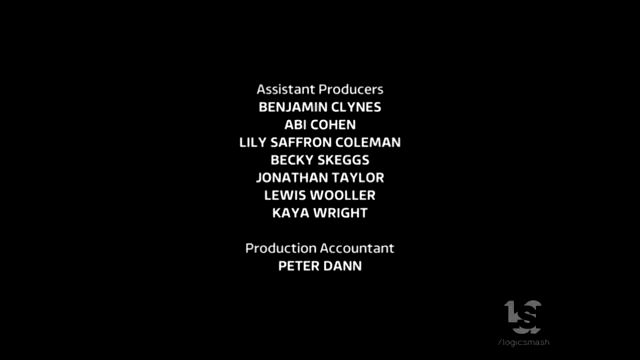 Assistant Producers
BENJAMIN CLYNES
ABI COHEN
LILY SAFFRON COLEMAN
BECKY SKEGGS
JONATHAN TAYLOR
LEWIS WOOLLER
KAYA WRIGHT
Production Accountant
PETER DANN
ls
/logicsmash